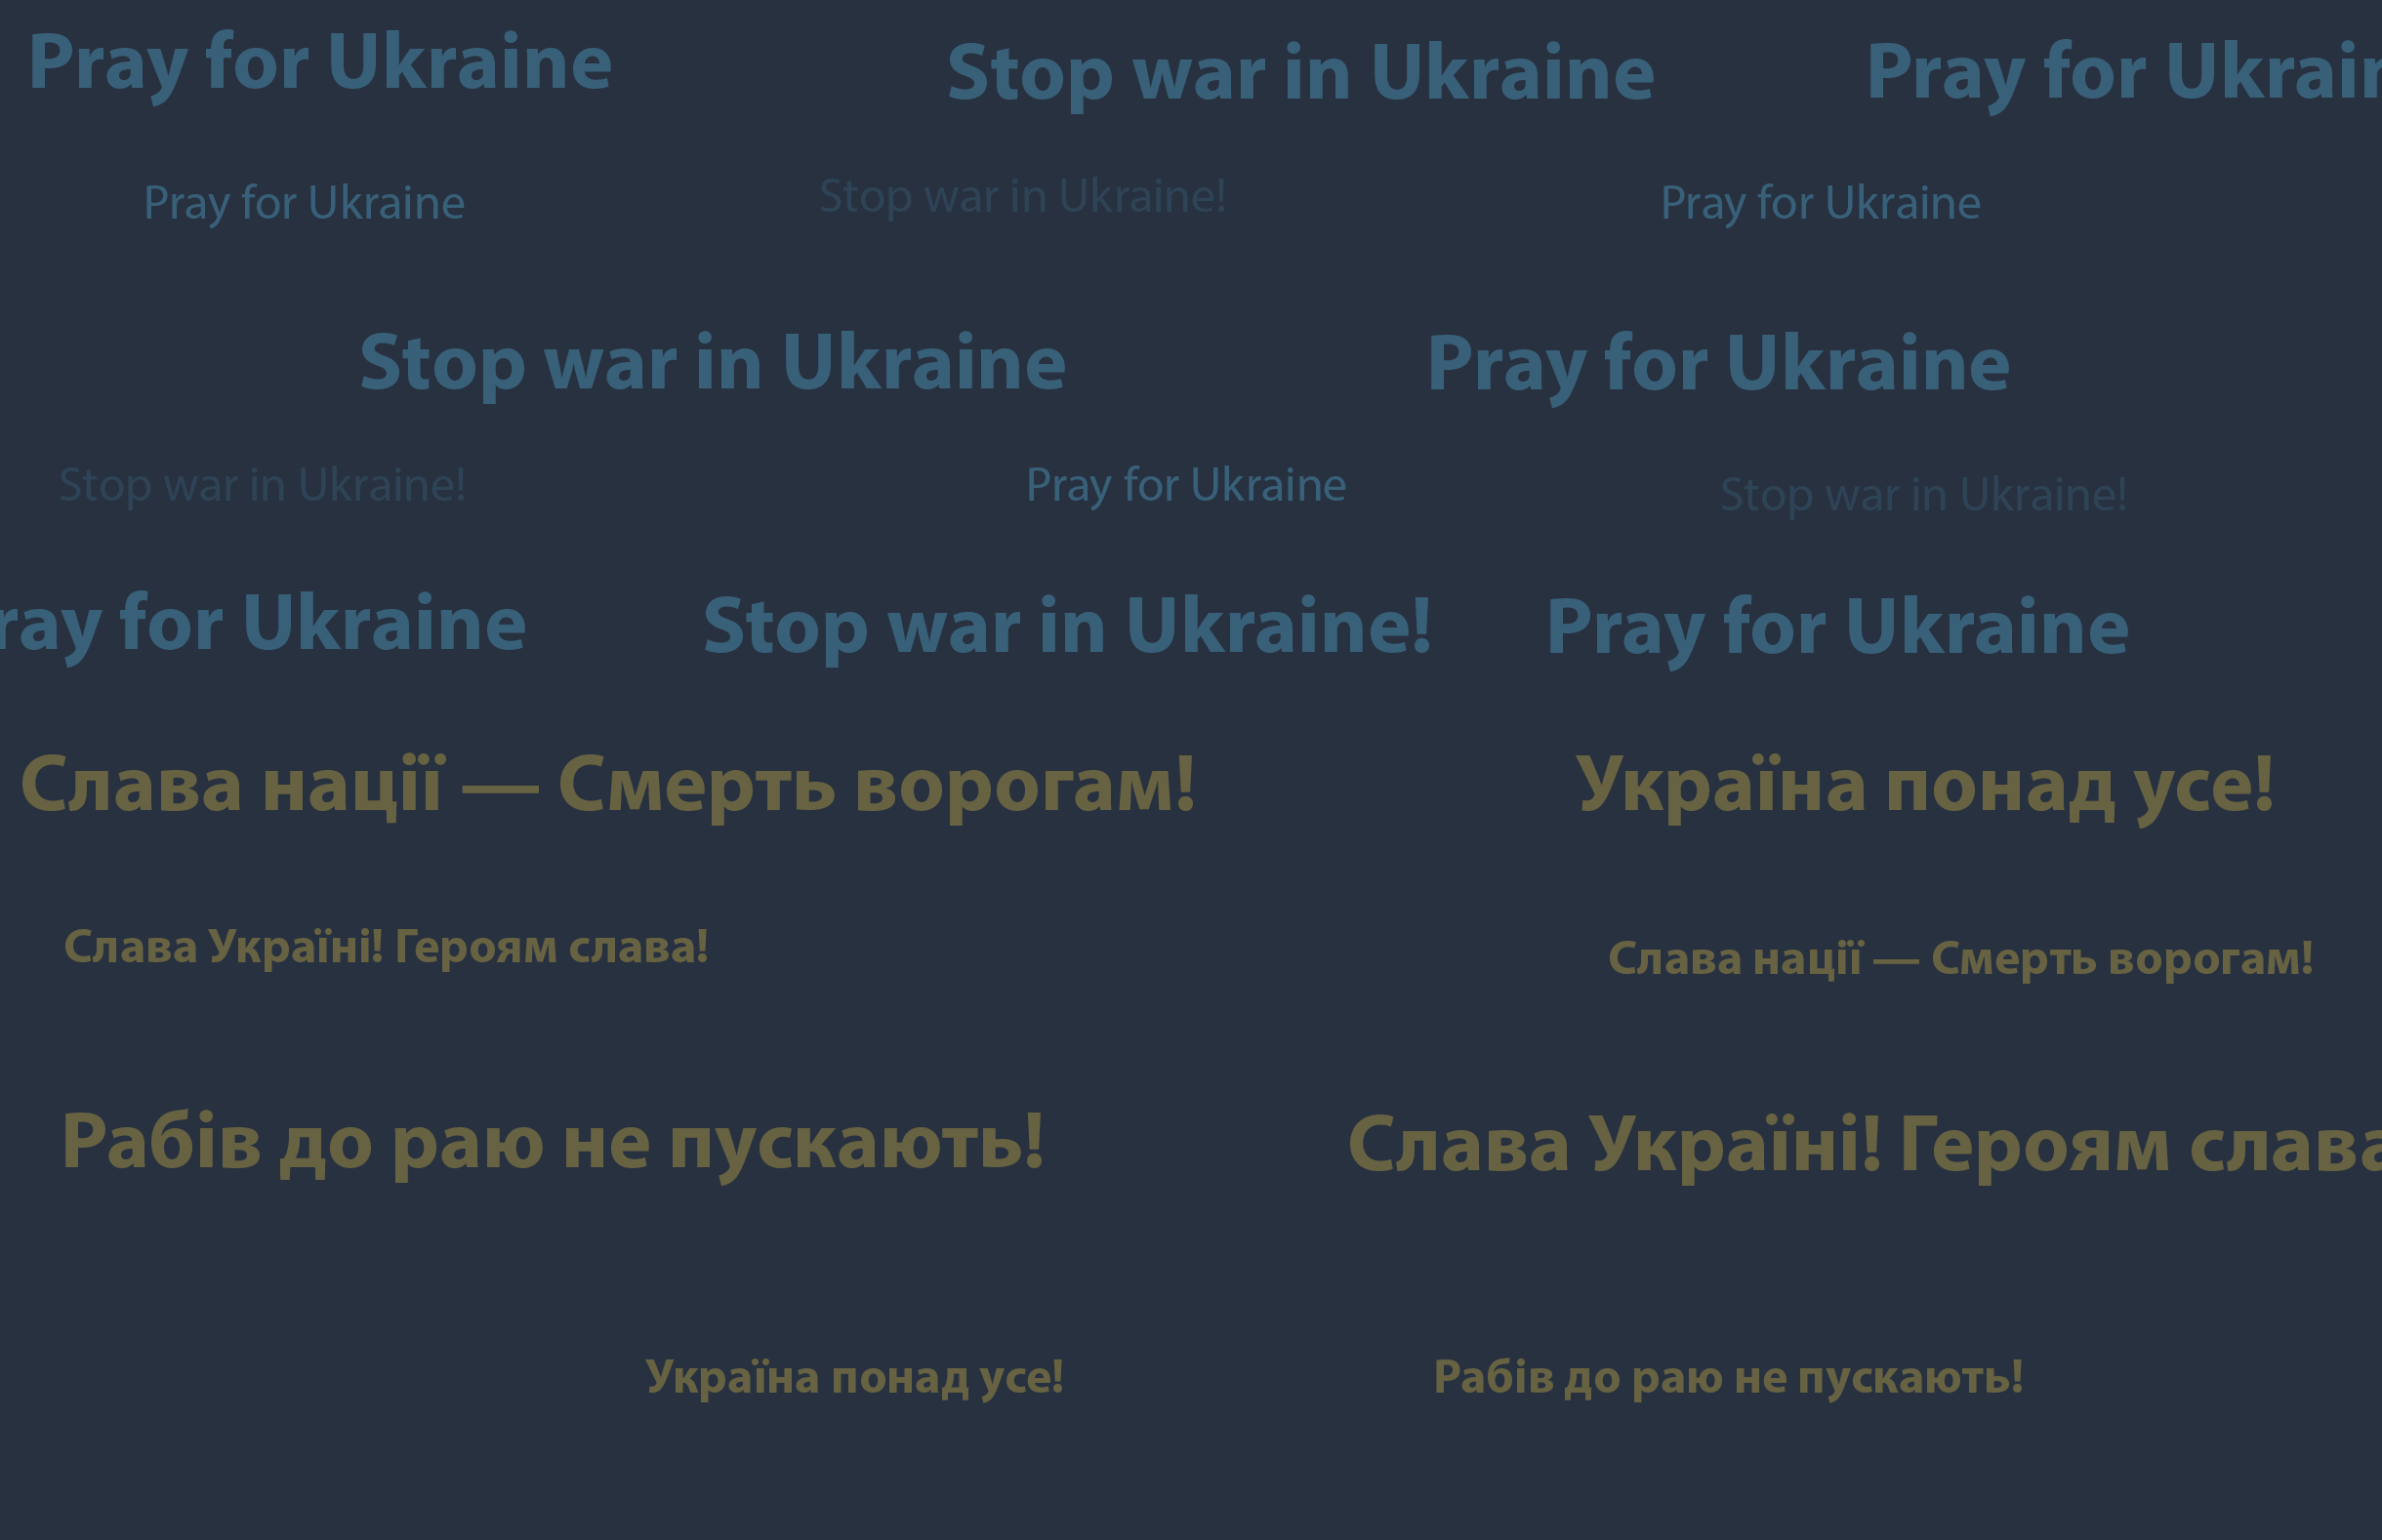 Pray for Ukraine
Stop war in Ukraine
Pray for Ukrain
Pray for Ukraine
Stop war in Ukraine!
Pray for Ukraine
Stop war in Ukraine
Pray for Ukraine
Stop war in Ukraine!
Pray for Ukraine
Stop war in Ukraine!
ray for Ukraine
Stop war in Ukraine!
Pray for Ukraine
Слава нації — Смерть ворогам!
Україна понад усе!
Слава Україні! Героям слава!
Слава нації — Смерть ворогам!
Рабів до раю не пускають!
Слава Україні! Героям слава
Україна понад усе!
Рабів до раю не пускають!